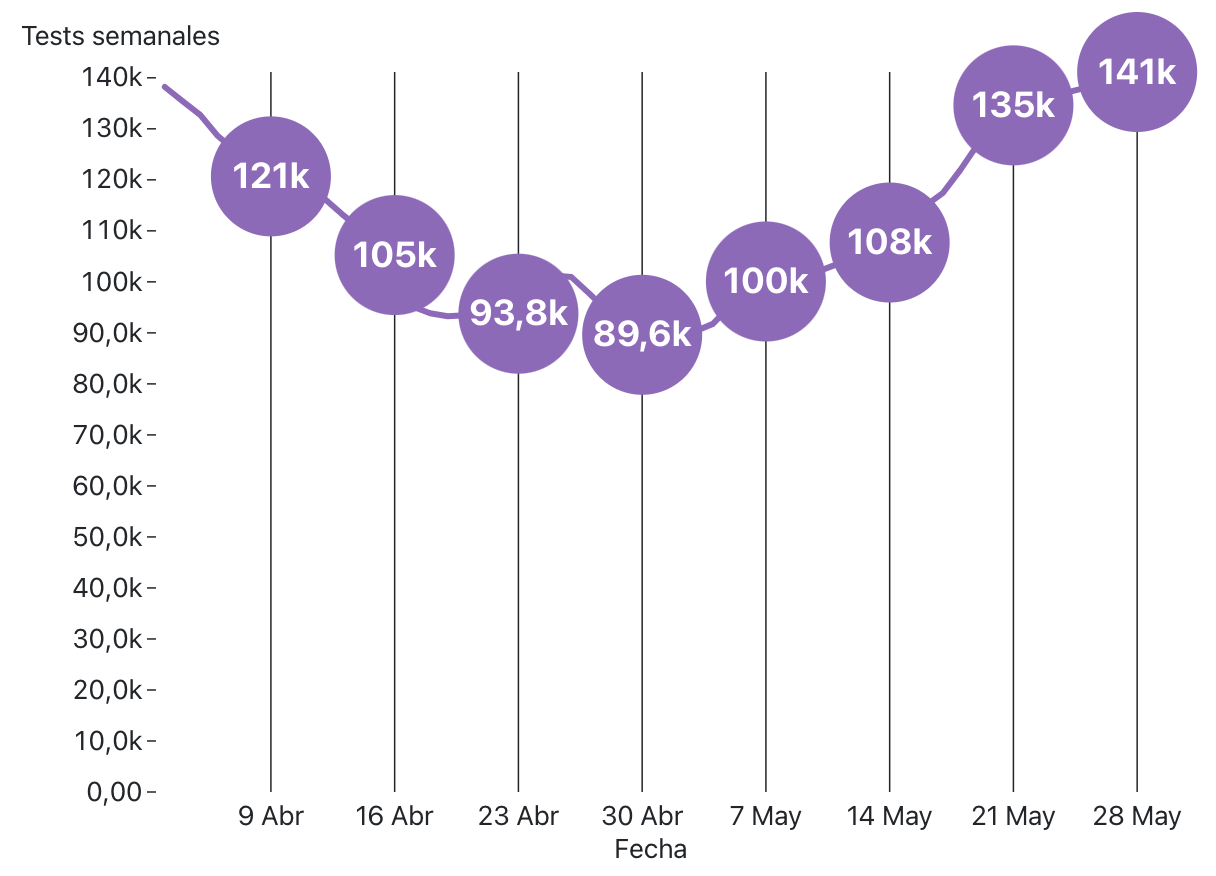 Tests semanales
140k
130k
120k
110k
100k
90,0k
80,0k
70,0k
60,0k
50,0k
40,0k
30,0k
20,0k
10,0k
0,00
121k
105k
93,8k
89,6k
100k
108k
135k
141k
9 Abr
16 Abr
23 Abr
30 Abr
7 May
14 May
21 May
28 May
Fecha